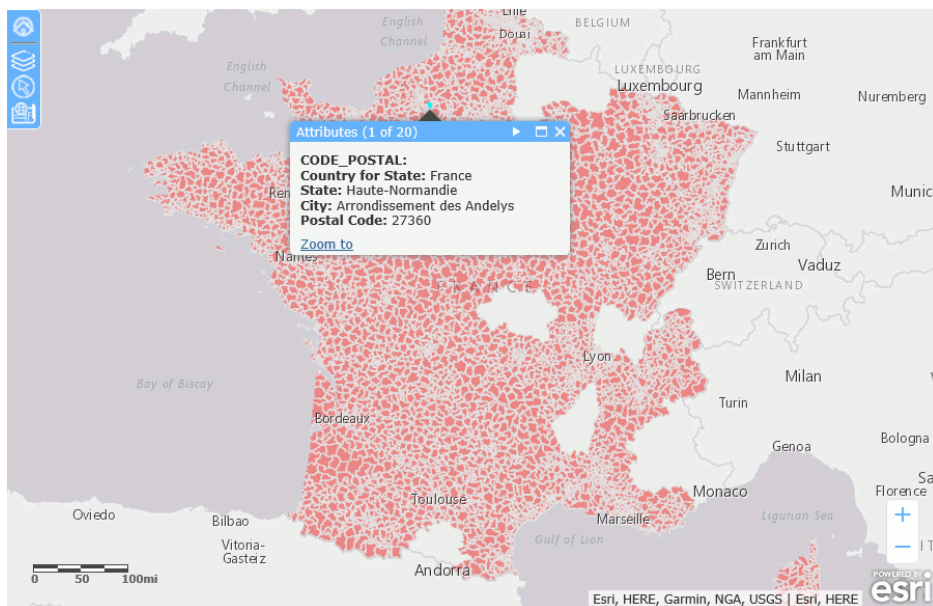 English
Channel
Lille
Douai
BELGIUM
Frankfurt
am Main
English
Channel
LUXEMBOURG
Luxembourg
Mannheim
Nuremberg
Saarbrucken
Stuttgart
Attributes (1 of 20)
CODE_POSTAL:
Country for State: France
State: Haute-Normandie
City: Arrondissement des Andelys
Postal Code: 27360
Zoom to
Ren
Munic
Nantes
Zurich
Vaduz
Bern
SWITZERLAND
FRANCE
Lyon
Bay of Biscay
Milan
Turin
Bordeaux
Genoa
Bologna
Sa
Florence
Toulouse
Monaco
Oviedo
Bilbao
Marseille
Ligurian Sea
Vitoria-
Gasteiz
Gulf of Lion
Andorra
I T
0 50 100mi
POWERED BY
esri
Esri, HERE, Garmin, NGA, USGS | Esri, HERE